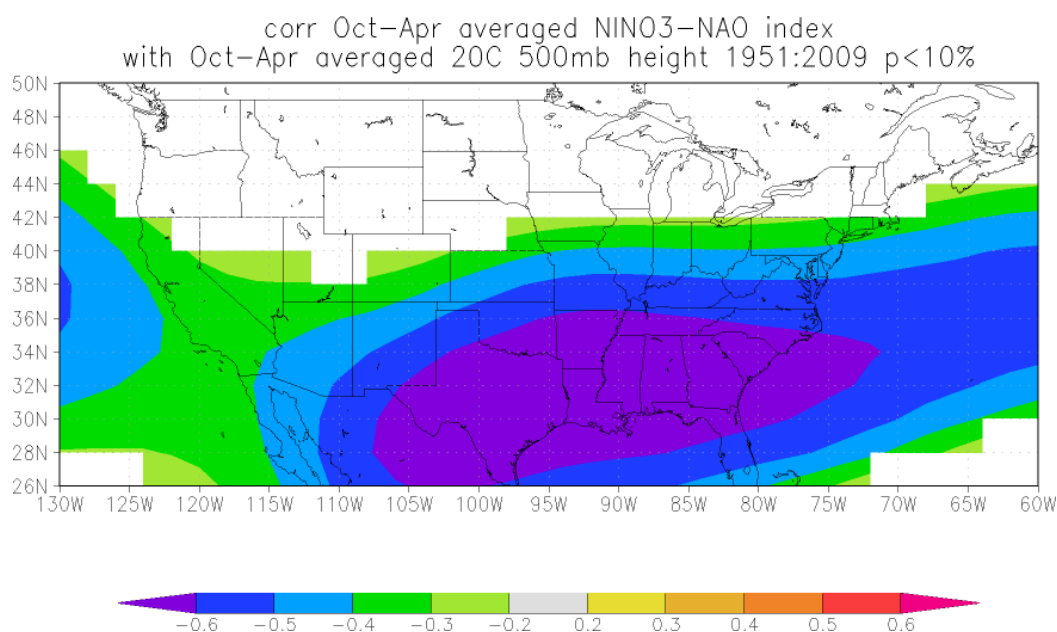 corr Oct-Apr averaged NINO3-NAO index
with Oct-Apr averaged 20C 500mb height 1951:2009 p<10%
50N
48N
46N
44N
42N
40N
38N
36N
34N
32N
30N
28N
26N
130W 125W 120W 115W 110W 105W 100W 95W 90W 85W 80W 75W 70W 65W 60W
-0.6 -0.5 -0.4 -0.3 -0.2 0.2 0.3 0.4 0.5 0.6